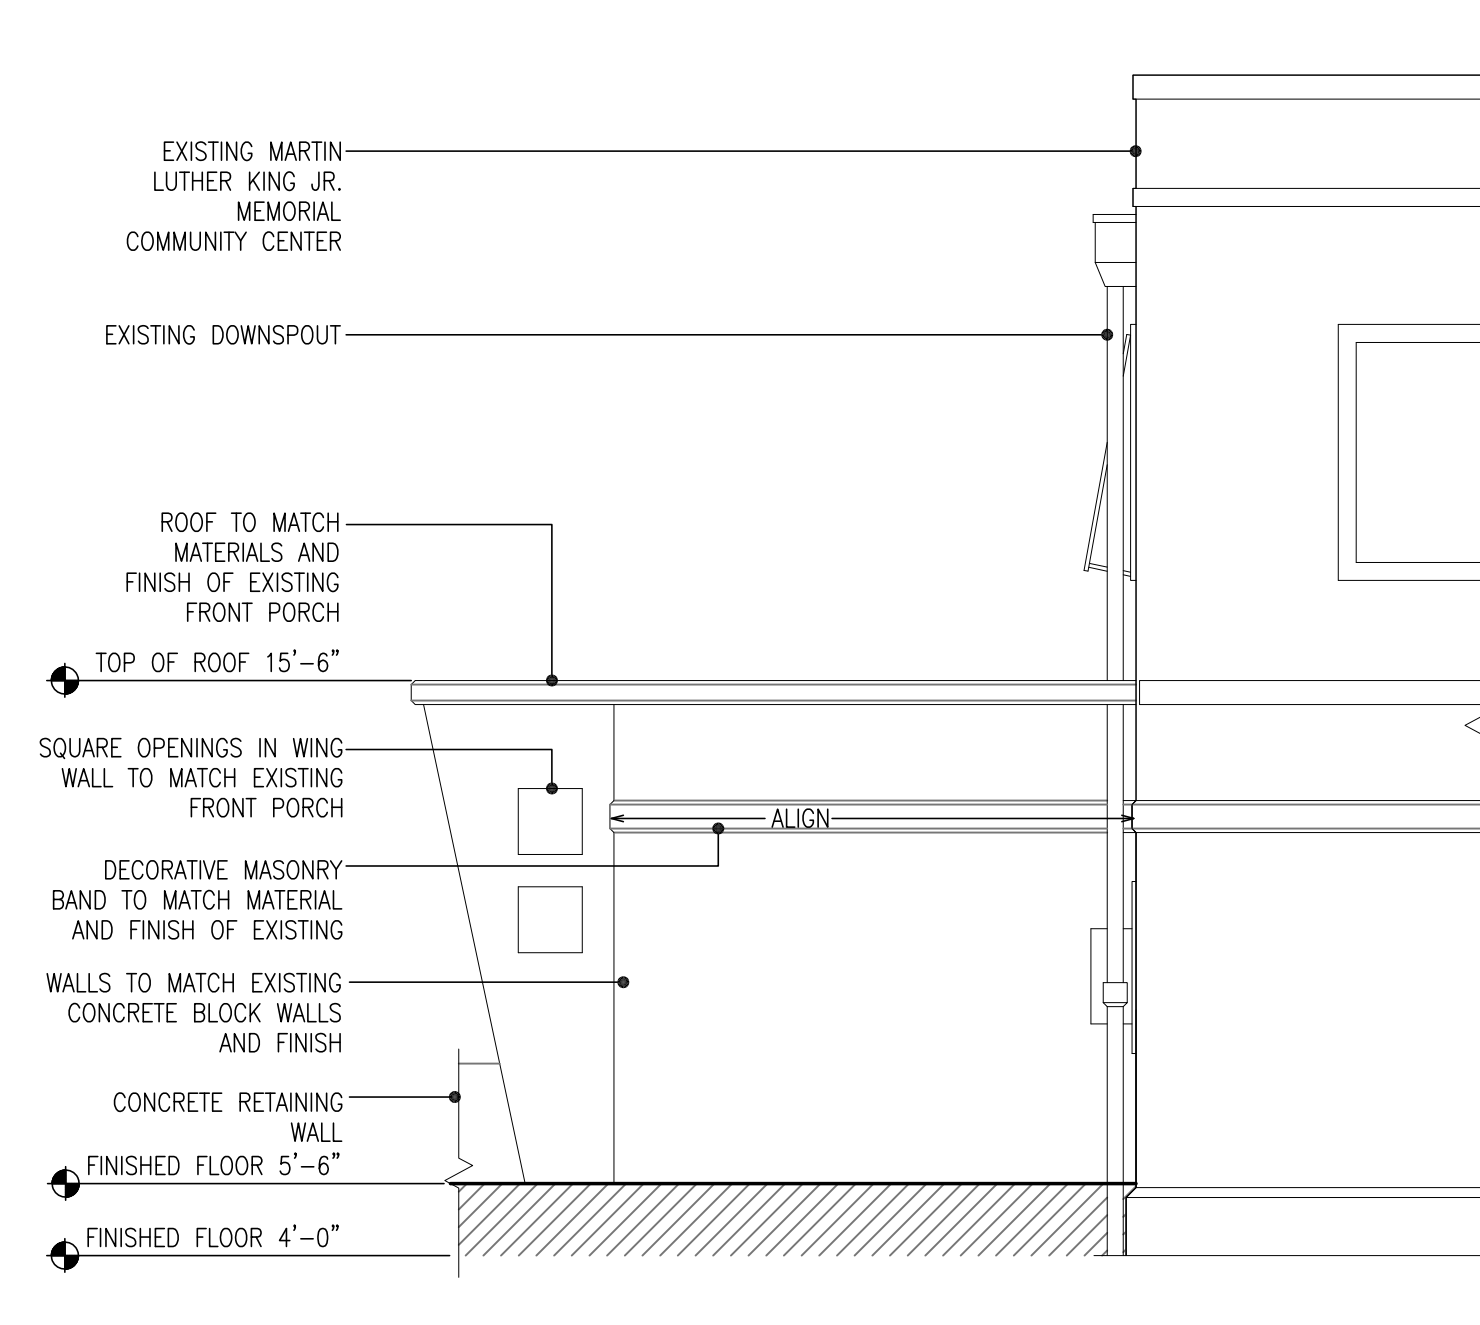 EXISTING MARTIN
LUTHER KING JR.
MEMORIAL
COMMUNITY CENTER
EXISTING DOWNSPOUT
ROOF TO MATCH
MATERIALS AND
FINISH OF EXISTING
FRONT PORCH
TOP OF ROOF 15'-6"
SQUARE OPENINGS IN WING
WALL TO MATCH EXISTING
FRONT PORCH
ALIGN
DECORATIVE MASONRY
BAND TO MATCH MATERIAL
AND FINISH OF EXISTING
WALLS TO MATCH EXISTING
CONCRETE BLOCK WALLS
AND FINISH
CONCRETE RETAINING
WALL
FINISHED FLOOR 5'-6"
FINISHED FLOOR 4'-0"